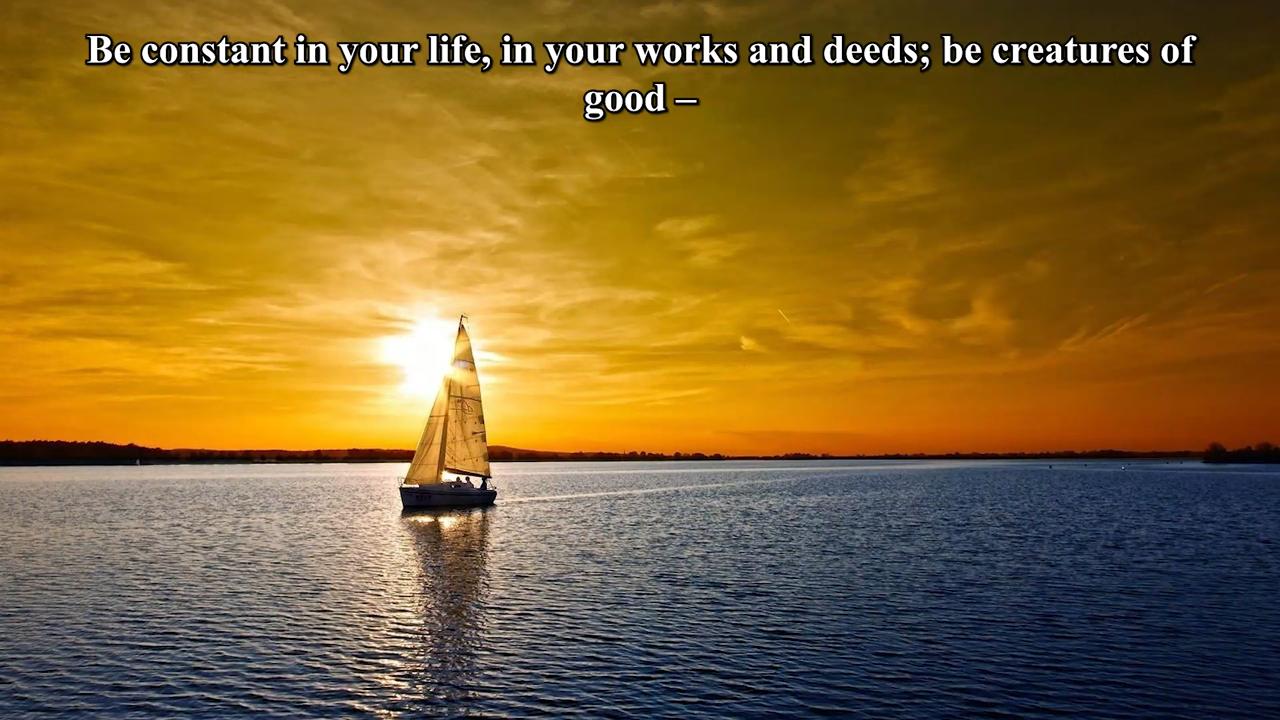 Be constant in your life, in your works and deeds; be creatures of
good –